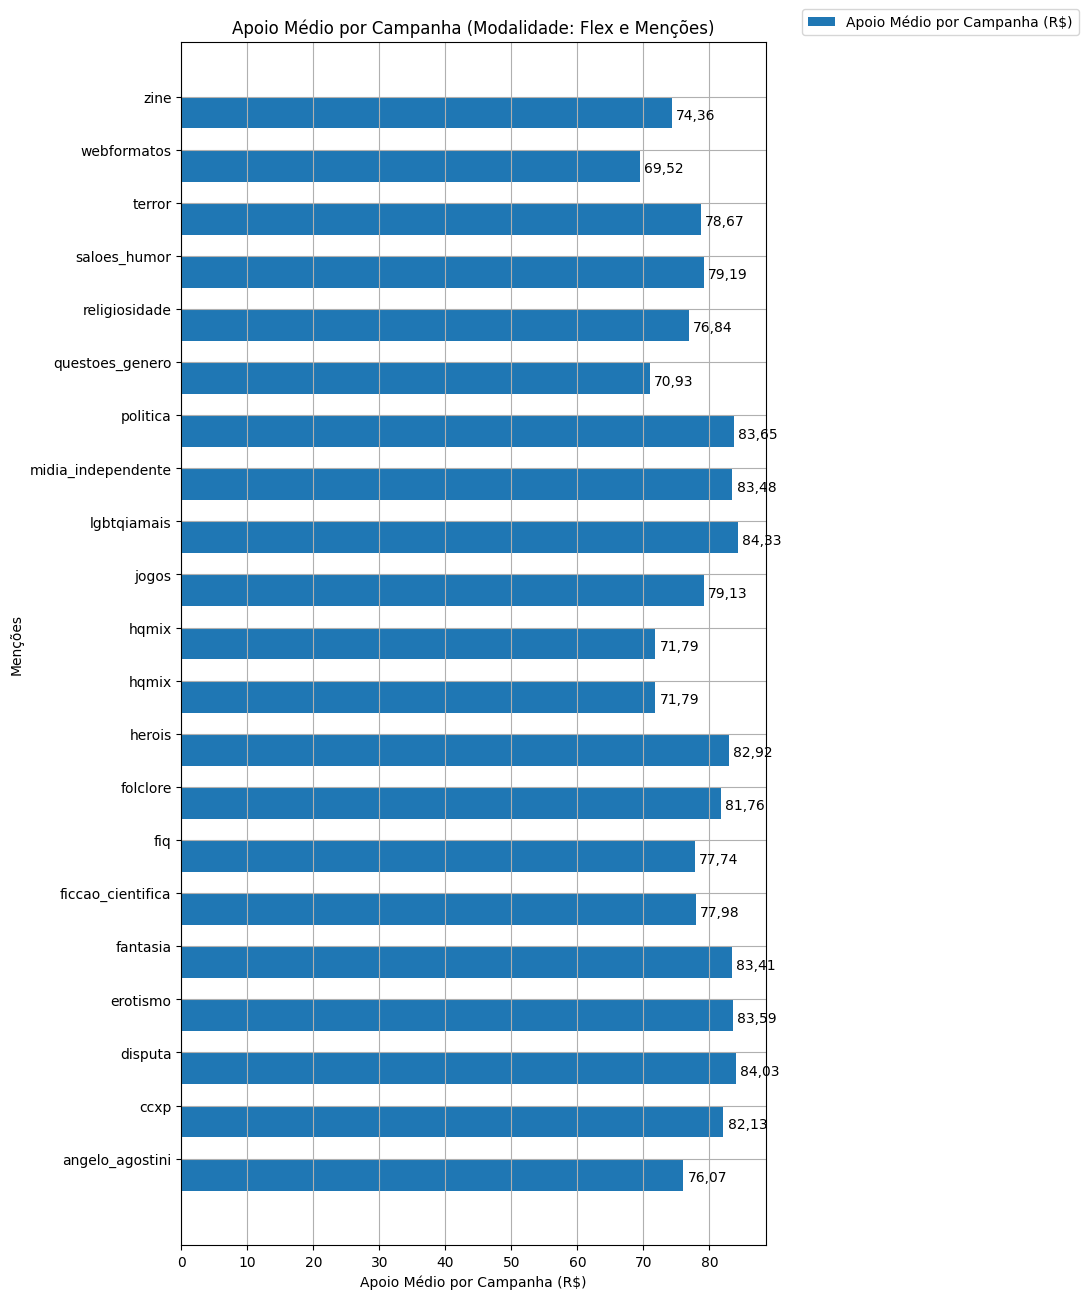 Apoio Médio por Campanha (Modalidade: Flex e Menções)
Apoio Médio por Campanha (R$)
zine
74,36
webformatos
69,52
terror
78,67
saloes_humor
79,19
religiosidade
76,84
questoes_genero
70,93
politica
83,65
midia_independente
83,48
lgbtqiamais
84,33
jogos
79,13
hqmix
71,79
hqmix
71,79
herois
82,92
folclore
81,76
fiq
77,74
ficcao_cientifica
77,98
fantasia
83,41
erotismo
83,59
disputa
84,03
ccxp
82,13
angelo_agostini
76,07
Menções
0 10 20 30 40 50 60 70 80
Apoio Médio por Campanha (R$)